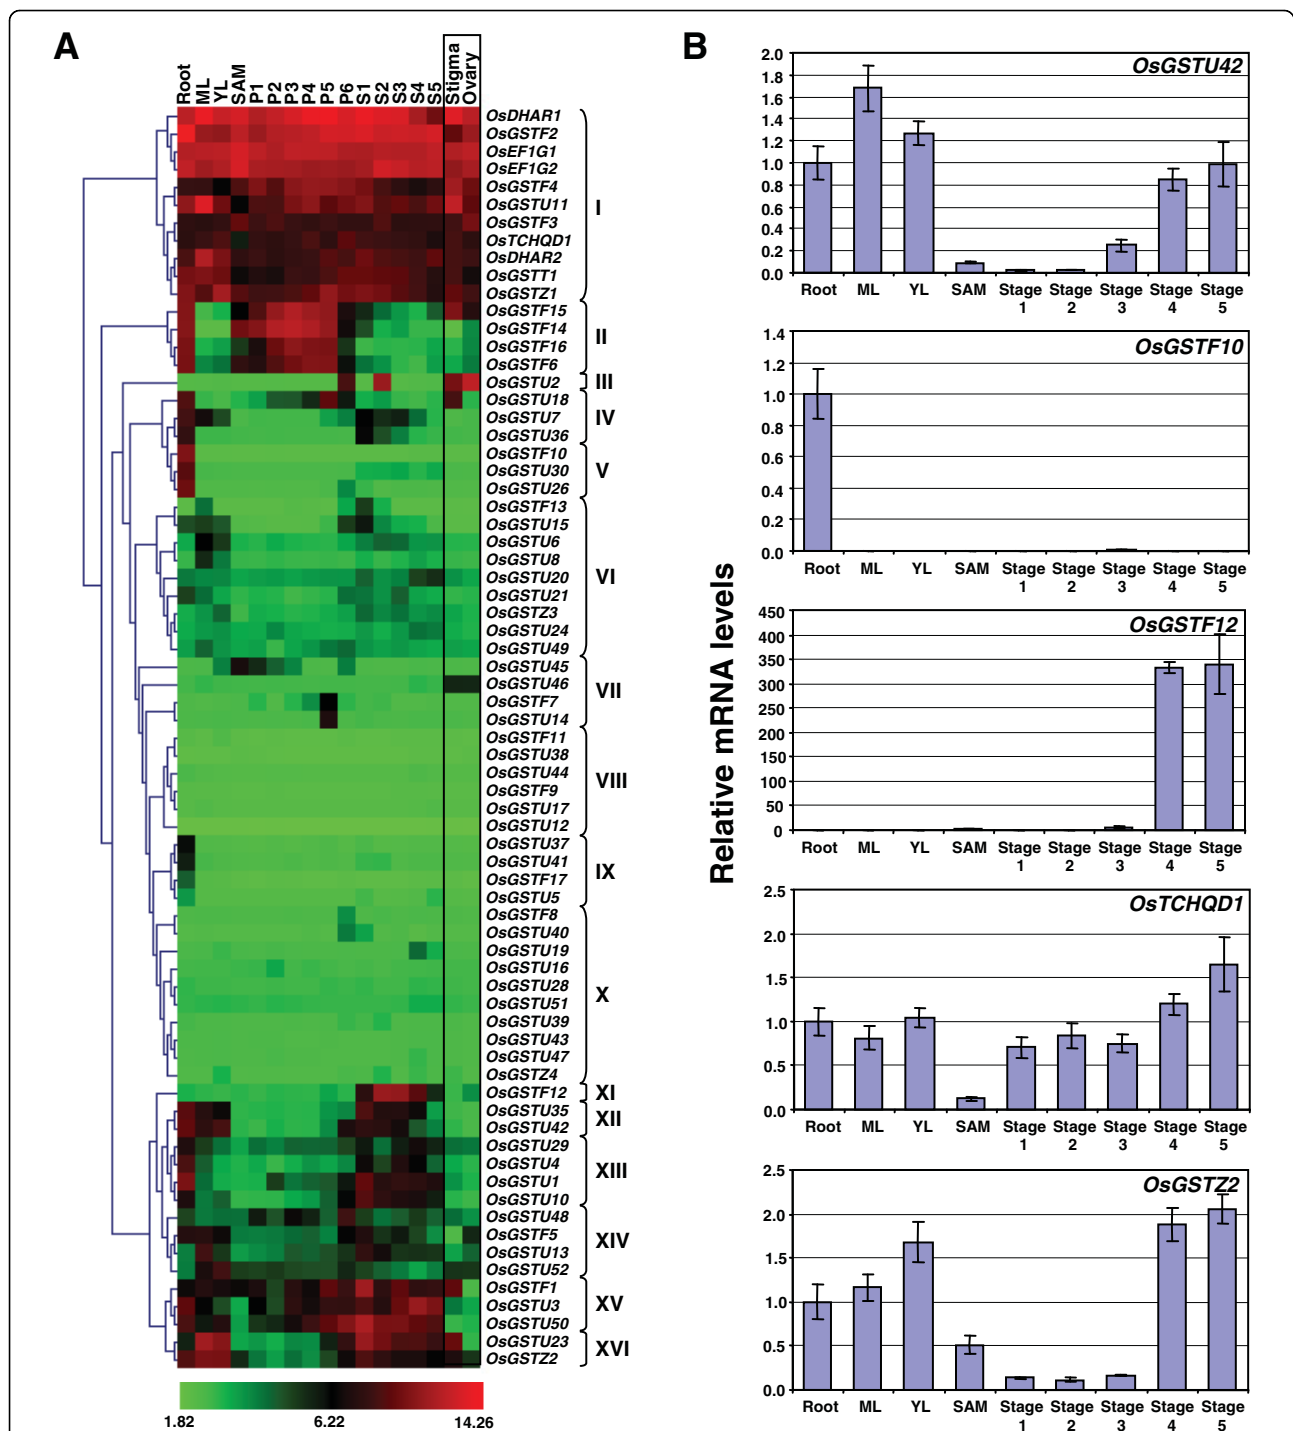 A
Root ML YL SAM P1 P2 P3 P4 P5 P6 S1 S2 S3 S4 S5 Stigma Ovary
OsDHAR1
OsGSTF2
OsEF1G1
OsEF1G2
OsGSTF4
OsGSTU11
OsGSTF3
OsTCHQD1
OsDHAR2
OsGSTT1
OsGSTZ1
I
OsGSTF15
OsGSTF14
OsGSTF16
OsGSTF6
II
OsGSTU2
III
OsGSTU18
OsGSTU7
OsGSTU36
IV
OsGSTF10
OsGSTU30
OsGSTU26
V
OsGSTF13
OsGSTU15
OsGSTU6
OsGSTU8
OsGSTU20
OsGSTU21
OsGSTZ3
OsGSTU24
OsGSTU49
VI
OsGSTU45
OsGSTU46
OsGSTF7
OsGSTU14
VII
OsGSTF11
OsGSTU38
OsGSTU44
OsGSTF9
OsGSTU17
OsGSTU12
VIII
OsGSTU37
OsGSTU41
OsGSTF17
OsGSTU5
IX
OsGSTF8
OsGSTU40
OsGSTU19
OsGSTU16
OsGSTU28
OsGSTU51
OsGSTU39
OsGSTU43
OsGSTU47
OsGSTZ4
X
OsGSTF12
XI
OsGSTU35
OsGSTU42
XII
OsGSTU29
OsGSTU4
OsGSTU1
OsGSTU10
XIII
OsGSTU48
OsGSTF5
OsGSTU13
OsGSTU52
XIV
OsGSTF1
OsGSTU3
OsGSTU50
XV
OsGSTU23
OsGSTZ2
XVI
1.82 6.22 14.26
B
Relative mRNA levels
OsGSTU42
2.0
1.8
1.6
1.4
1.2
1.0
0.8
0.6
0.4
0.2
0.0
Root ML YL SAM Stage Stage Stage Stage Stage
1 2 3 4 5
OsGSTF10
1.4
1.2
1.0
0.8
0.6
0.4
0.2
0.0
Root ML YL SAM Stage Stage Stage Stage Stage
1 2 3 4 5
OsGSTF12
450
400
350
300
250
200
150
100
50
0
Root ML YL SAM Stage Stage Stage Stage Stage
1 2 3 4 5
OsTCHQD1
2.5
2.0
1.5
1.0
0.5
0.0
Root ML YL SAM Stage Stage Stage Stage Stage
1 2 3 4 5
OsGSTZ2
2.5
2.0
1.5
1.0
0.5
0.0
Root ML YL SAM Stage Stage Stage Stage Stage
1 2 3 4 5